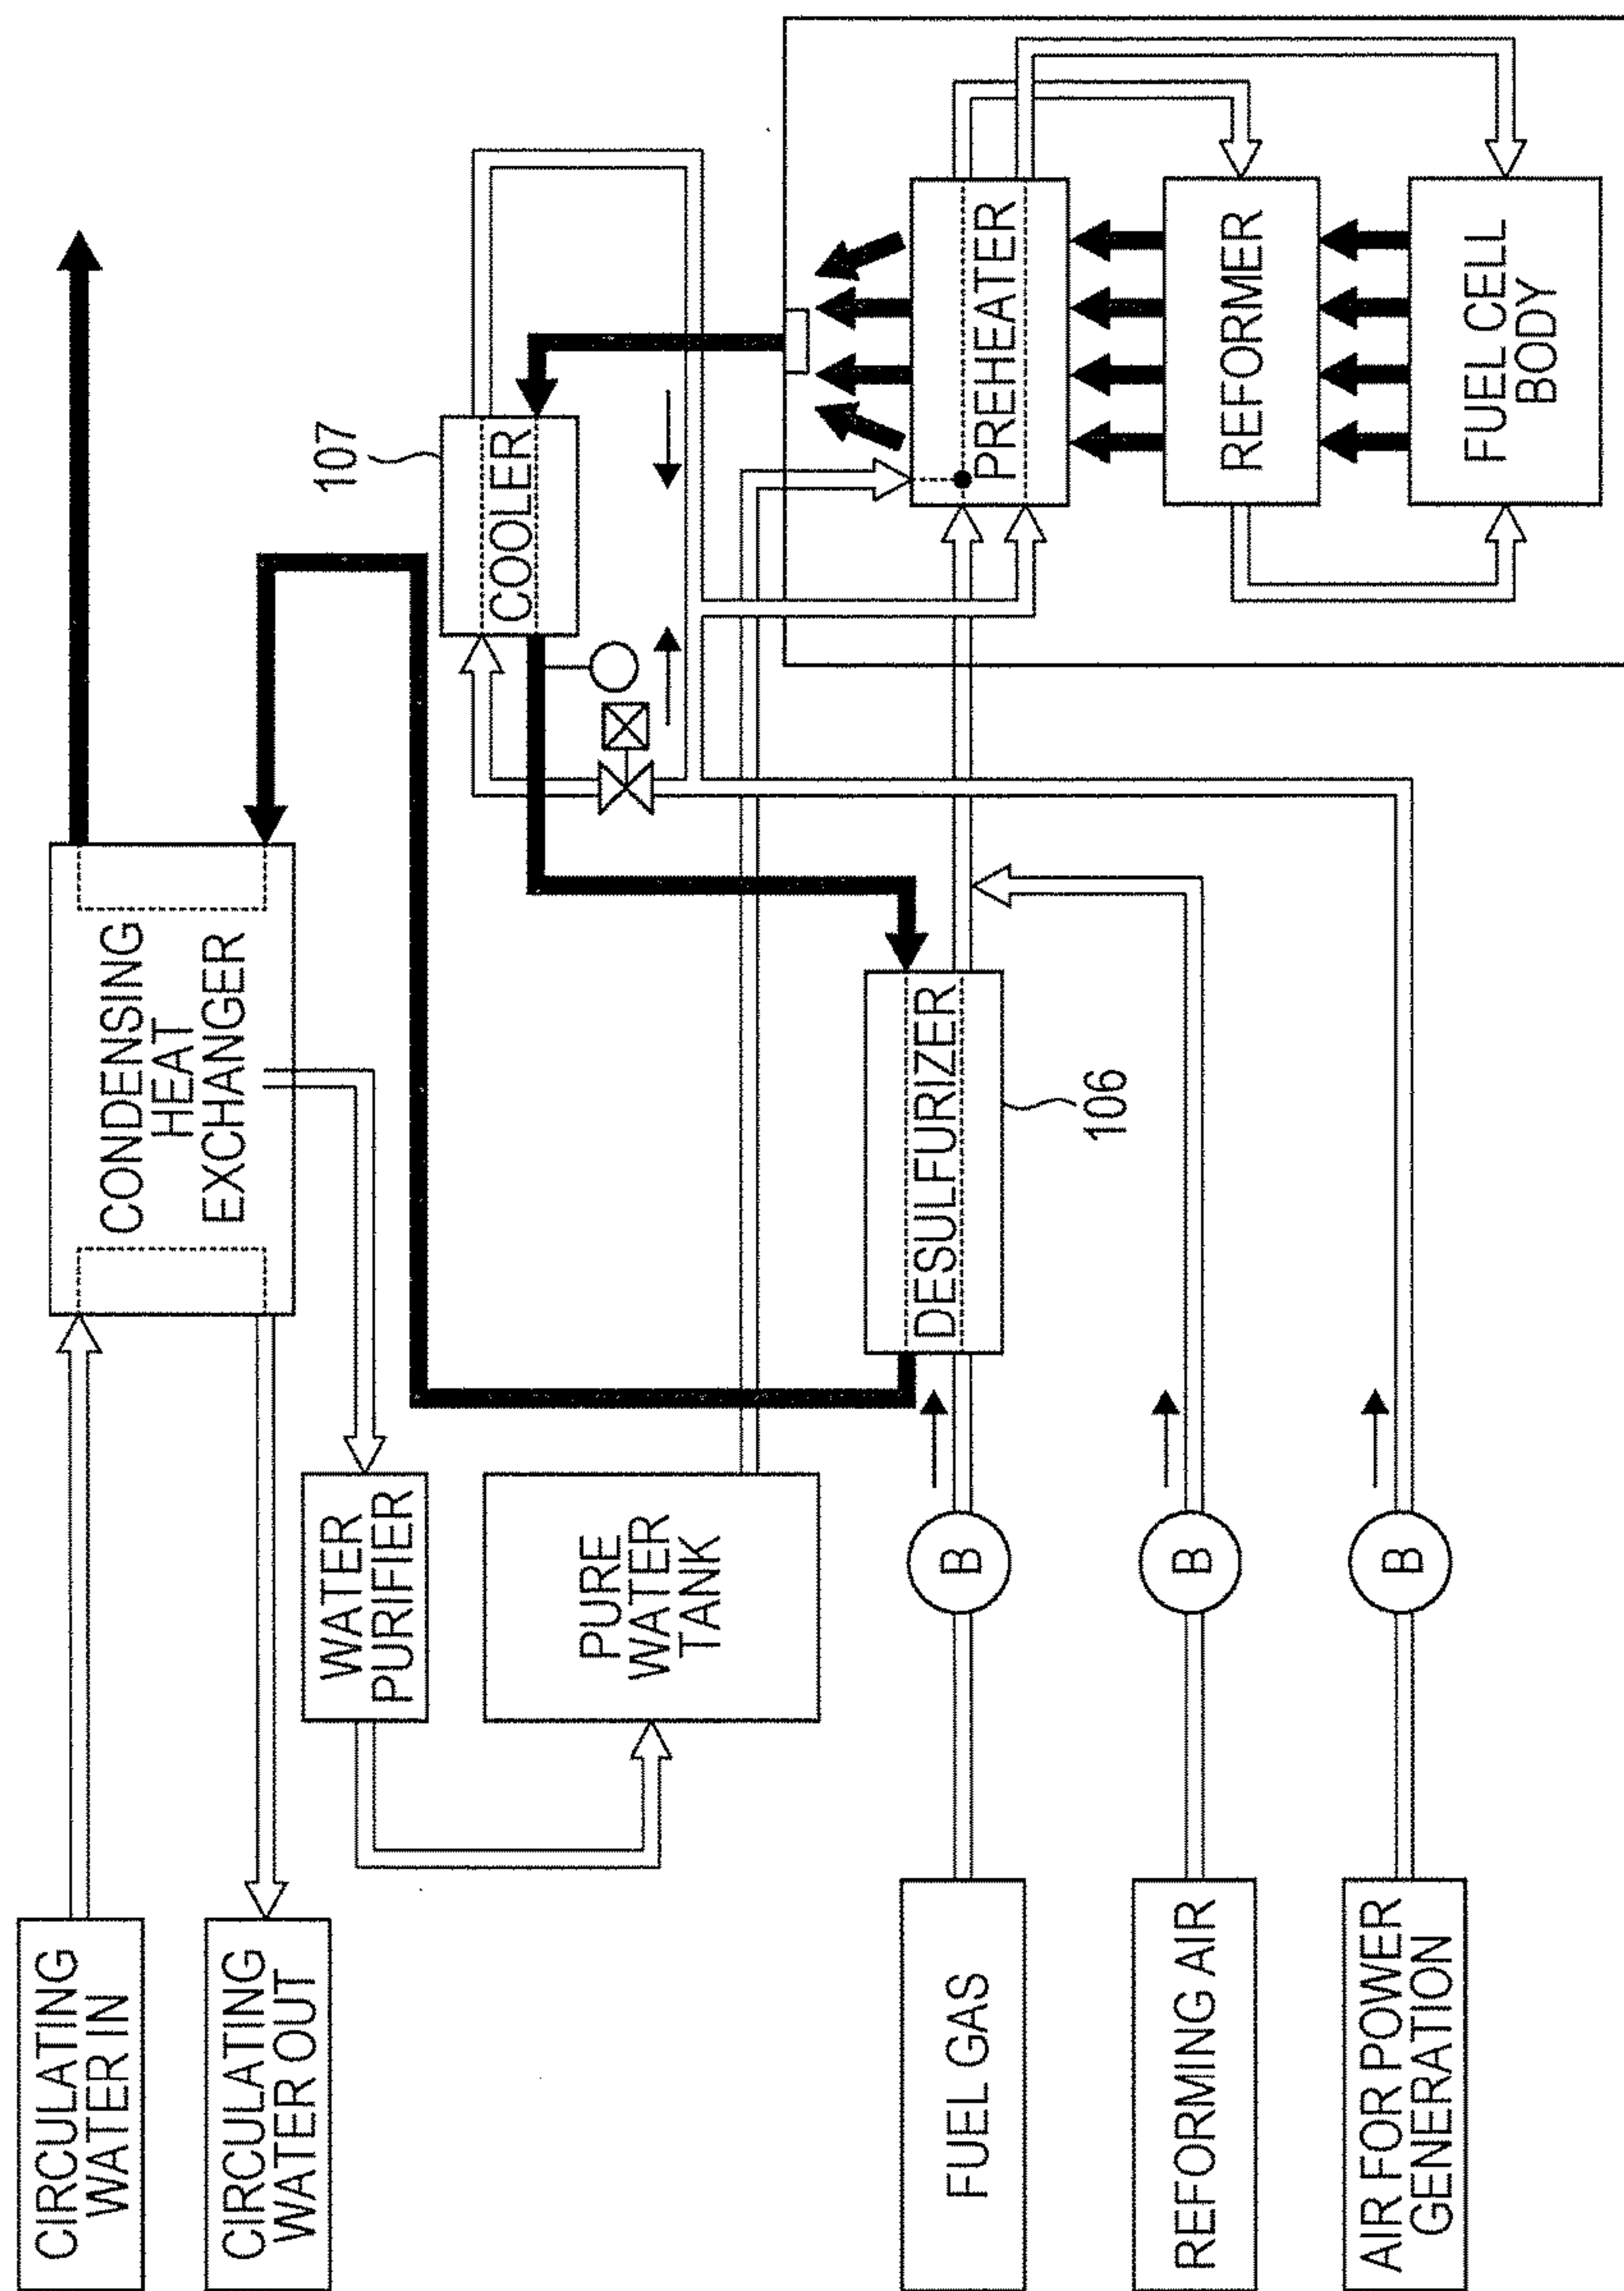 CIRCULATING
WATER IN
CIRCULATING
WATER OUT
CONDENSING
HEAT
EXCHANGER
WATER
PURIFIER
PURE
WATER
TANK
107
COOLER
FUEL GAS
B
DESULFURIZER
106
REFORMING AIR
B
AIR FOR POWER
GENERATION
B
PREHEATER
REFORMER
FUEL CELL
BODY